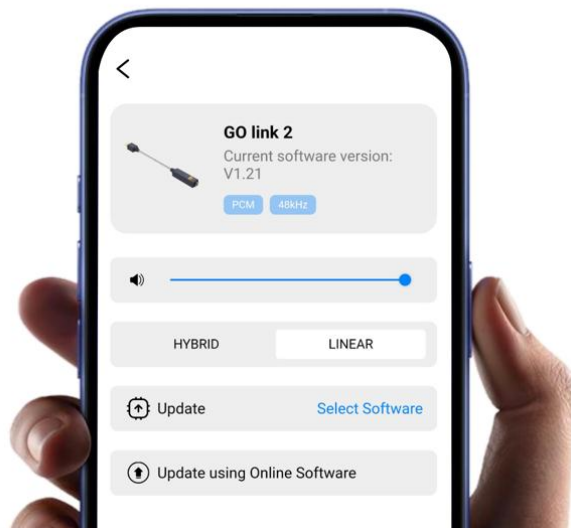 GO link 2
Current software version:
V1.21
PCM 48kHz
HYBRID LINEAR
Update Select Software
Update using Online Software